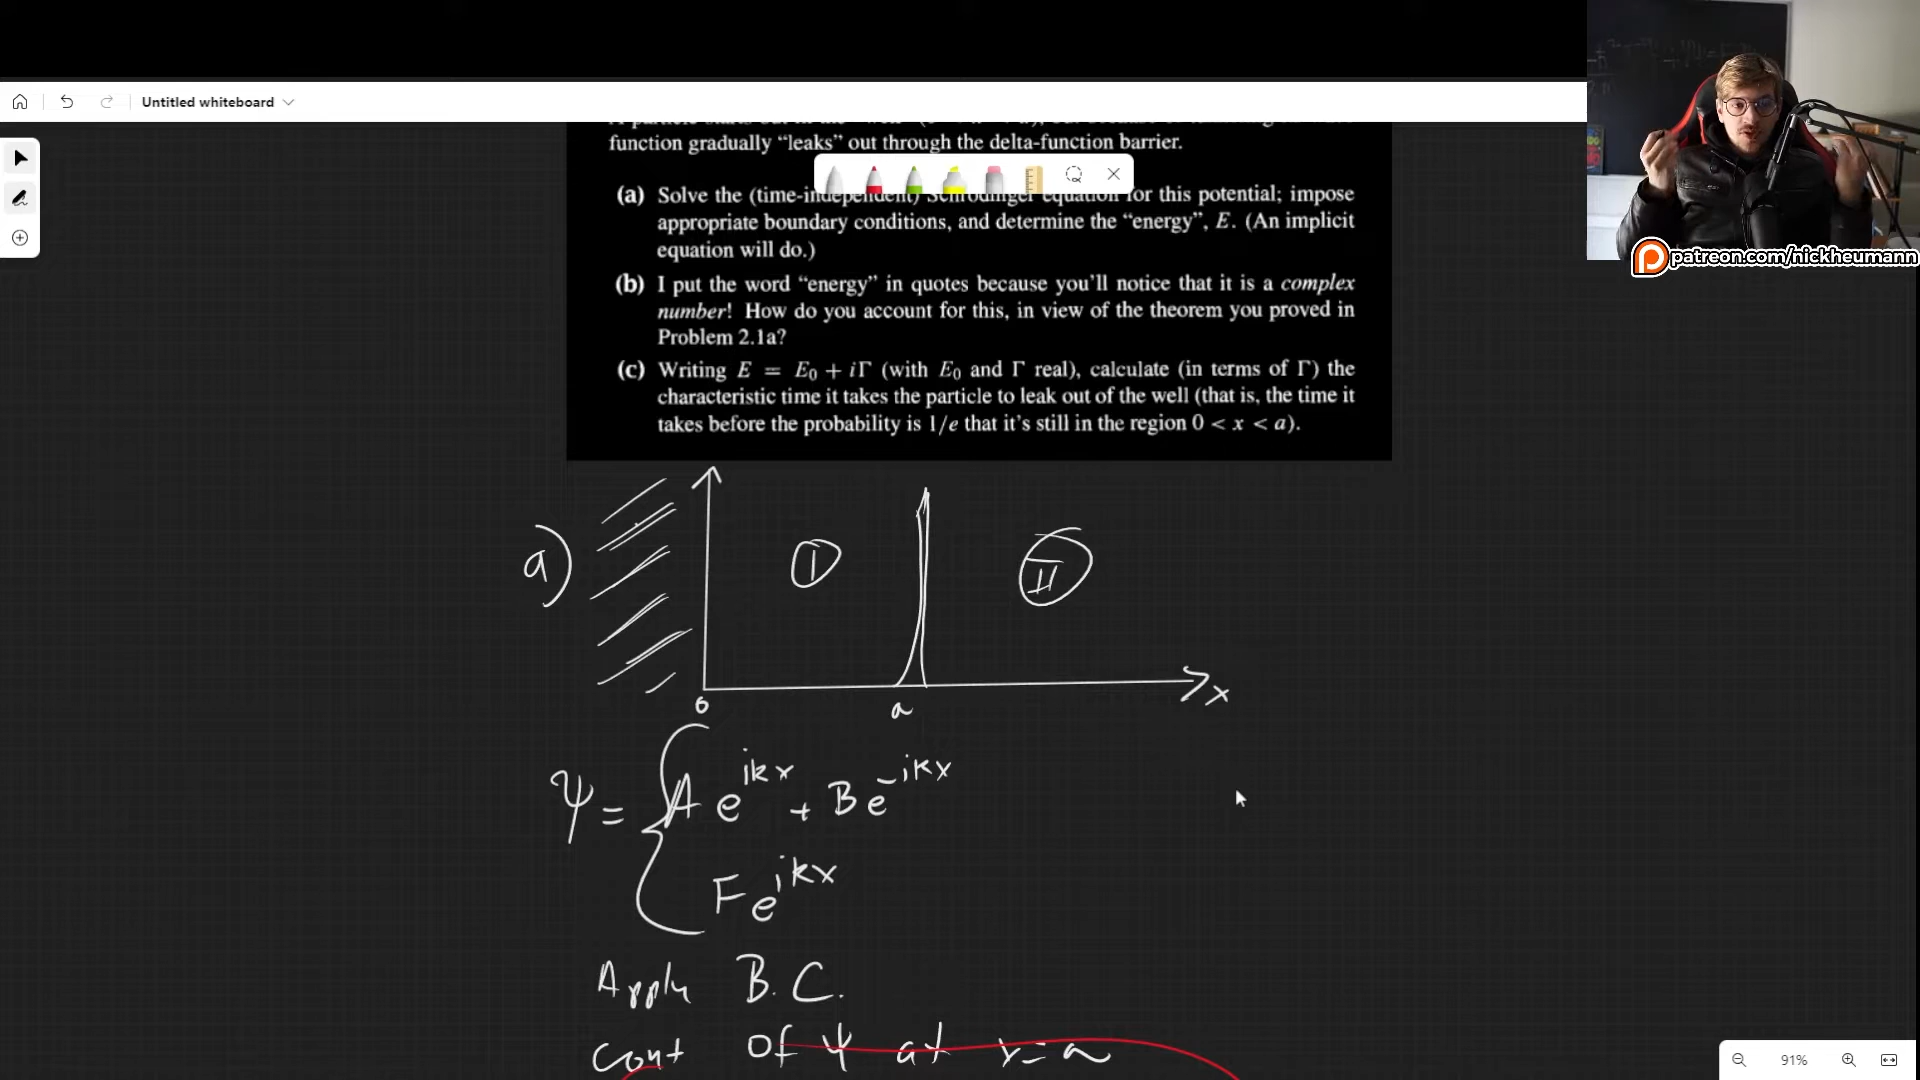 Untitled whiteboard
function gradually “leaks” out through the delta-function barrier.
(a) Solve the (time-independent) Schrödinger equation for this potential; impose
appropriate boundary conditions, and determine the “energy”, E. (An implicit
equation will do.)
(b) I put the word “energy” in quotes because you’ll notice that it is a complex
number! How do you account for this, in view of the theorem you proved in
Problem 2.1a?
(c) Writing E = E₀ + iΓ (with E₀ and Γ real), calculate (in terms of Γ) the
characteristic time it takes the particle to leak out of the well (that is, the time it
takes before the probability is 1/e that it’s still in the region 0 < x < a).
patreon.com/nickheumann
a)
I
II
0
a
x
ψ = { A e^{ikx} + B e^{-ikx}
F e^{ikx}
Apply B.C.
Cont Of ψ at x = a
91%